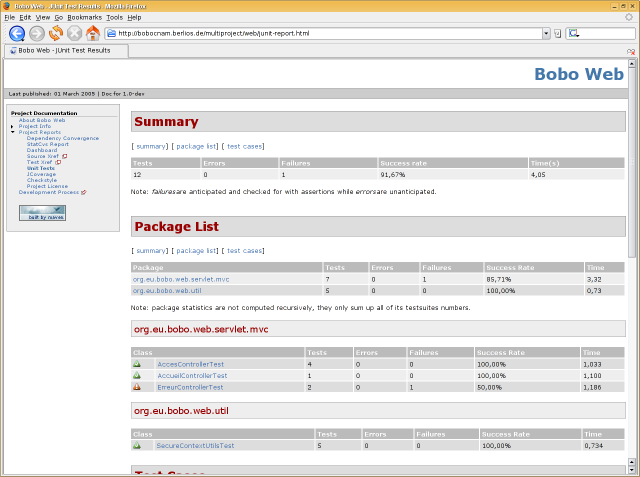 Bobo Web - JUnit Test Results - Mozilla Firefox
File Edit View Go Bookmarks Tools Help
http://bobocnam.berlios.de/multiproject/web/junit-report.html
Bobo Web - JUnit Test Results
Bobo Web
Last published: 01 March 2005 | Doc for 1.0-dev
Project Documentation
About Bobo Web
Project Info
Project Reports
Dependency Convergence
StatCvs Report
Dashboard
Source Xref
Test Xref
Unit Tests
JCoverage
Checkstyle
Project License
Development Process
built by maven
Summary
[ summary] [ package list] [ test cases]
Tests Errors Failures Success rate Time(s)
12 0 1 91,67% 4,05
Note: failuresare anticipated and checked for with assertions while errorsare unanticipated.
Package List
[ summary] [ package list] [ test cases]
Package Tests Errors Failures Success Rate Time
org.eu.bobo.web.servlet.mvc 7 0 1 85,71% 3,32
org.eu.bobo.web.util 5 0 0 100,00% 0,73
Note: package statistics are not computed recursively, they only sum up all of its testsuites numbers.
org.eu.bobo.web.servlet.mvc
Class Tests Errors Failures Success Rate Time
AccesControllerTest 4 0 0 100,00% 1,033
AccueilControllerTest 1 0 0 100,00% 1,100
ErreurControllerTest 2 0 1 50,00% 1,186
org.eu.bobo.web.util
Class Tests Errors Failures Success Rate Time
SecureContextUtilsTest 5 0 0 100,00% 0,734
Test Cases